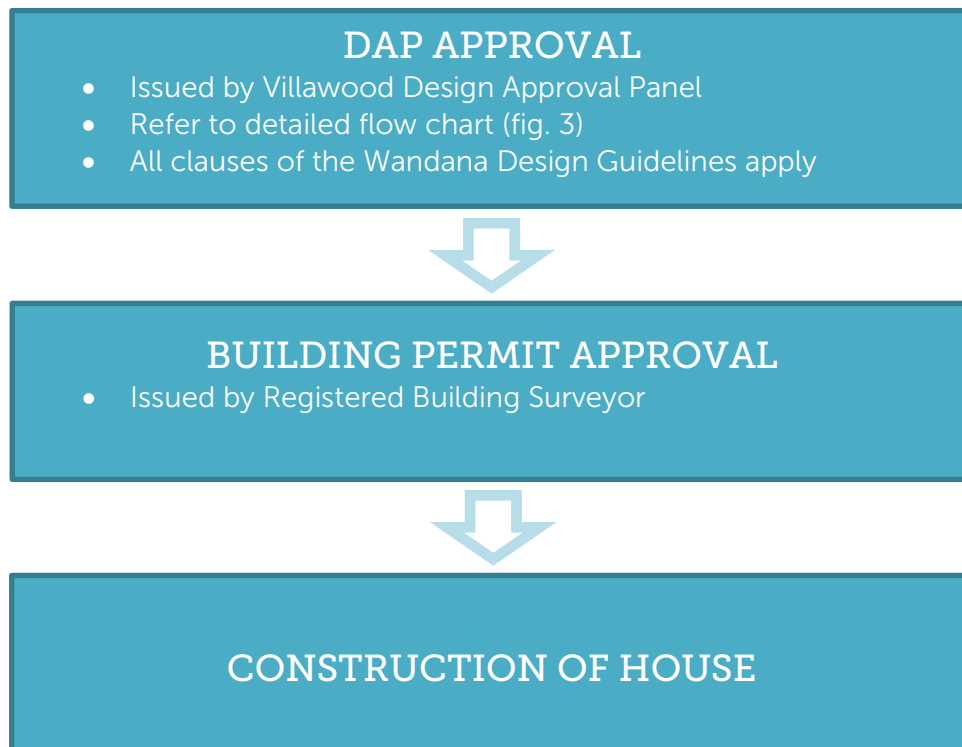 DAP APPROVAL
• Issued by Villawood Design Approval Panel
• Refer to detailed flow chart (fig. 3)
• All clauses of the Wandana Design Guidelines apply
BUILDING PERMIT APPROVAL
• Issued by Registered Building Surveyor
CONSTRUCTION OF HOUSE